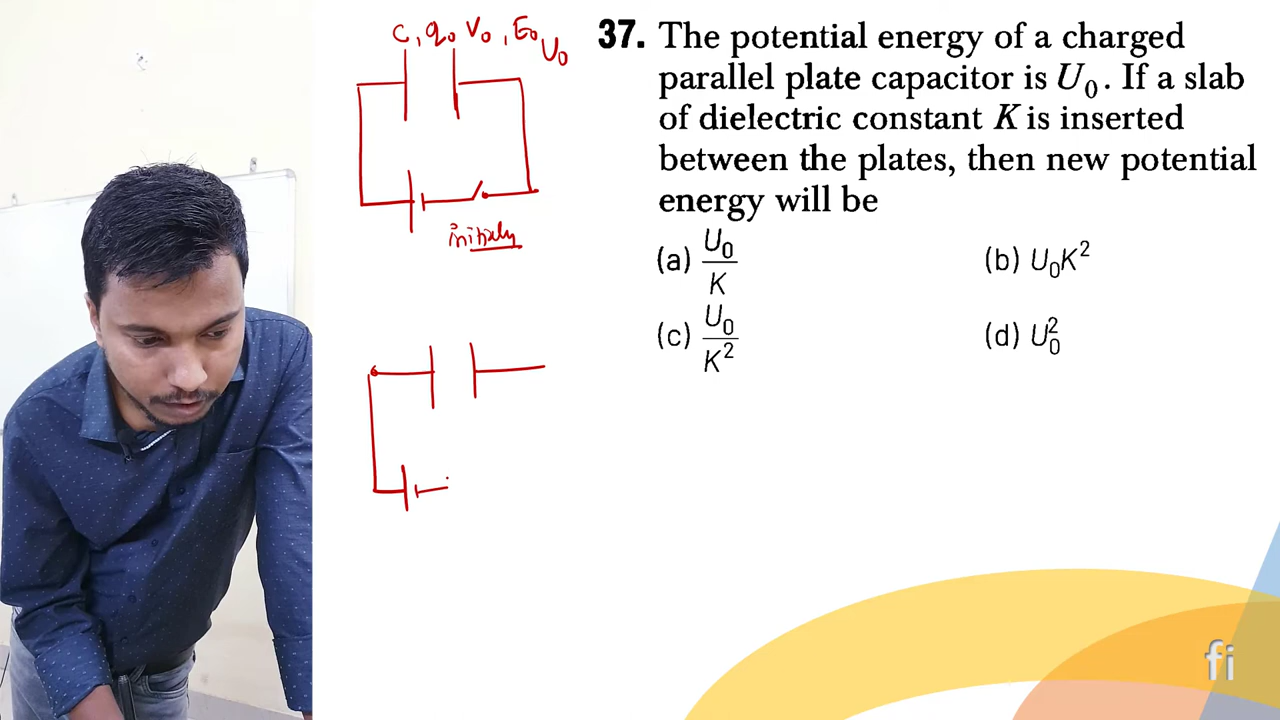 C, q₀ V₀, E₀
U₀
initially
37. The potential energy of a charged
parallel plate capacitor is U₀. If a slab
of dielectric constant K is inserted
between the plates, then new potential
energy will be
(a) U₀/K (b) U₀K²
(c) U₀/K² (d) U₀²
fi